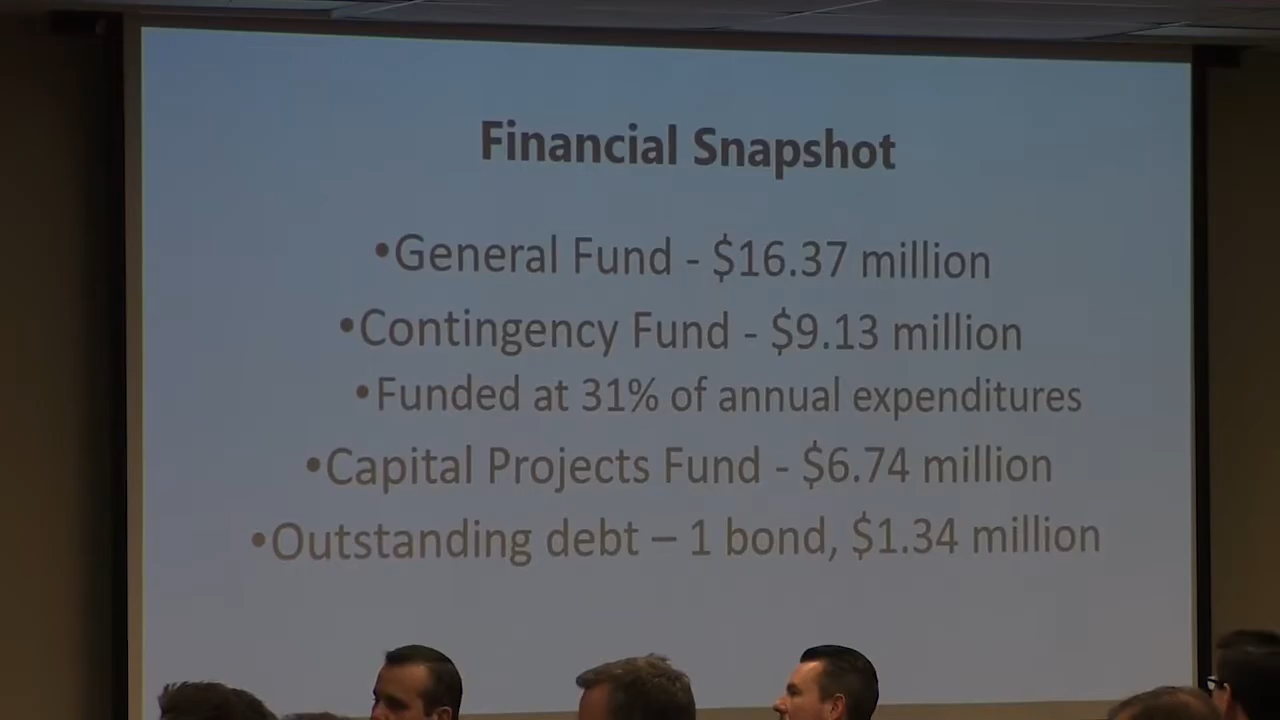 Financial Snapshot
•General Fund - $16.37 million
•Contingency Fund - $9.13 million
•Funded at 31% of annual expenditures
•Capital Projects Fund - $6.74 million
•Outstanding debt – 1 bond, $1.34 million